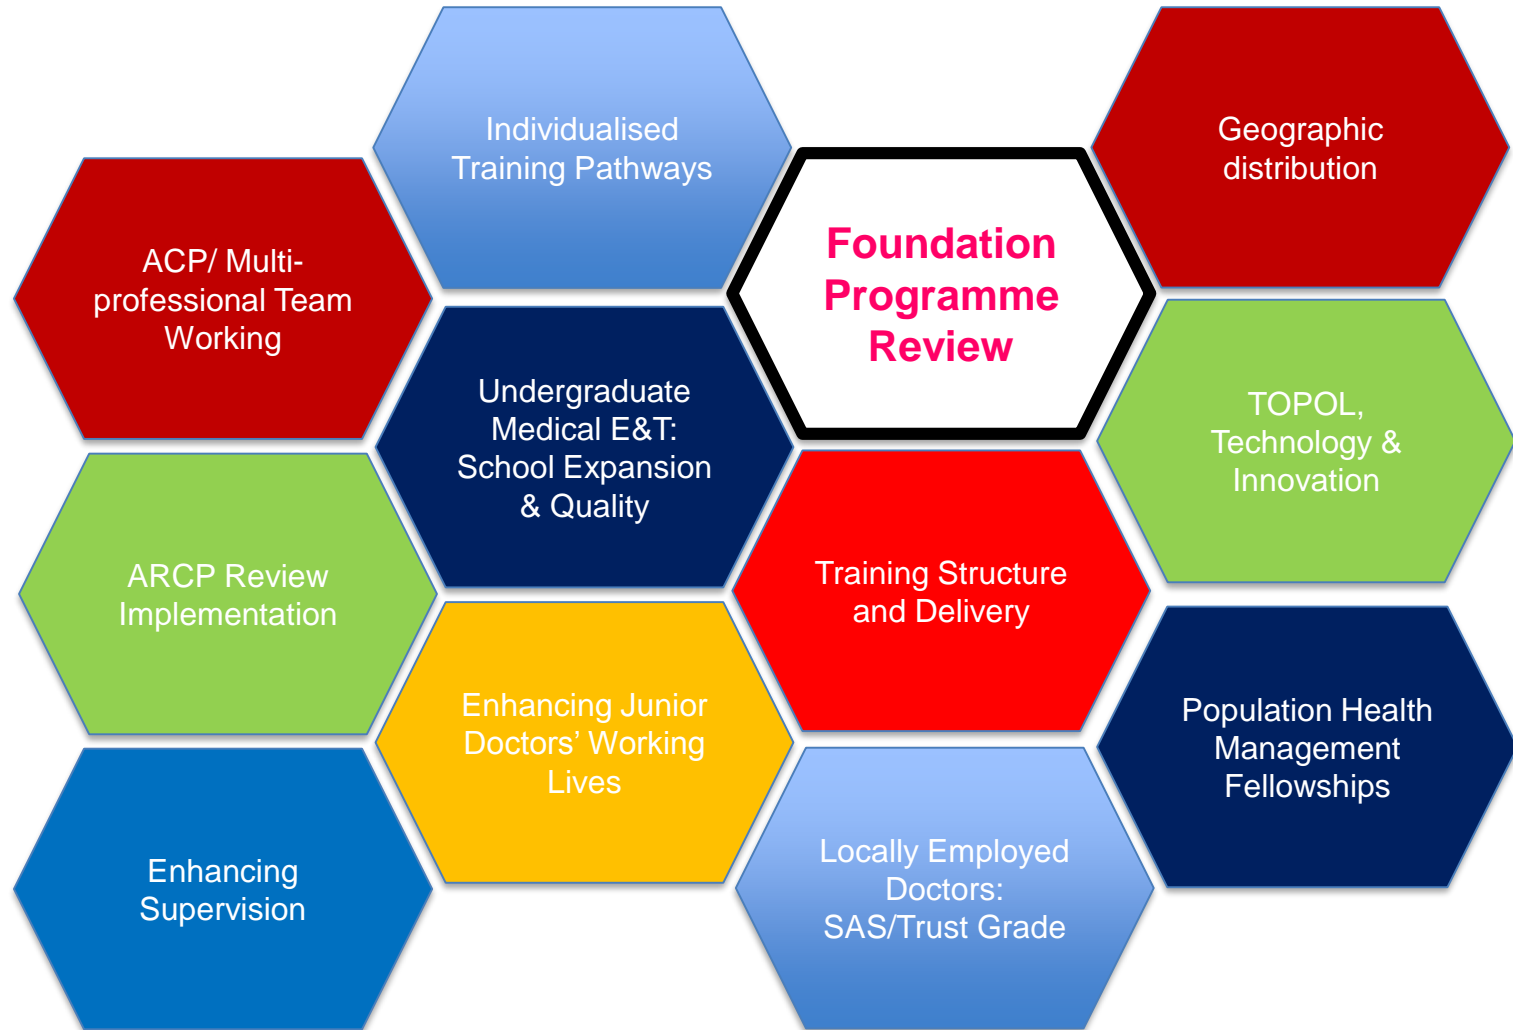 Individualised
Training Pathways
Geographic
distribution
Foundation
Programme
Review
ACP/ Multi-
professional Team
Working
Undergraduate
Medical E&T:
School Expansion
& Quality
TOPOL,
Technology &
Innovation
ARCP Review
Implementation
Training Structure
and Delivery
Enhancing Junior
Doctors’ Working
Lives
Population Health
Management
Fellowships
Enhancing
Supervision
Locally Employed
Doctors:
SAS/Trust Grade